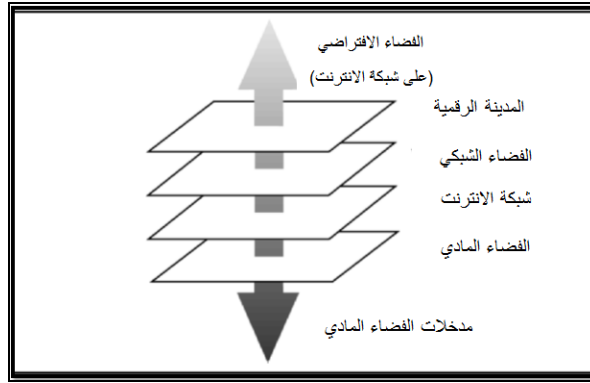 الفضاء الافتراضي
(على شبكة الانترنت)
المدينة الرقمية
الفضاء الشبكي
شبكة الانترنت
الفضاء المادي
مدخلات الفضاء المادي